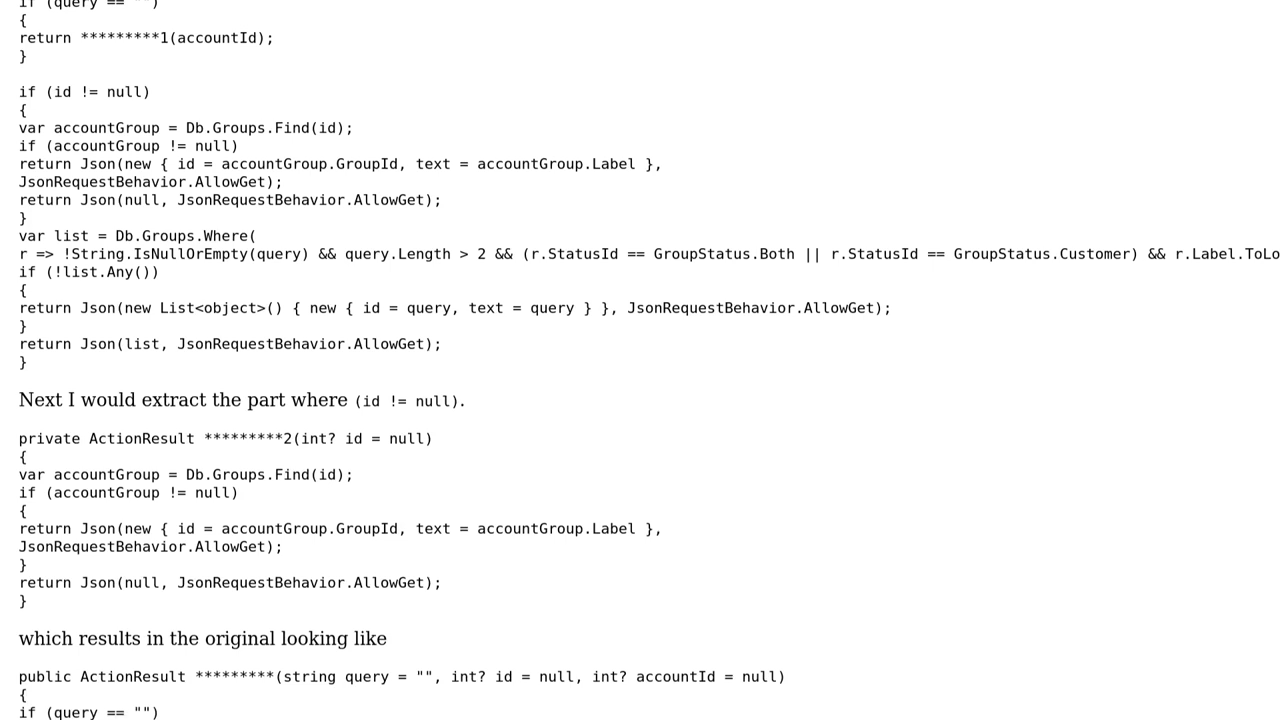 if (query == "")
{
return *********1(accountId);
}
if (id != null)
{
var accountGroup = Db.Groups.Find(id);
if (accountGroup != null)
return Json(new { id = accountGroup.GroupId, text = accountGroup.Label },
JsonRequestBehavior.AllowGet);
return Json(null, JsonRequestBehavior.AllowGet);
}
var list = Db.Groups.Where(
r => !String.IsNullOrEmpty(query) && query.Length > 2 && (r.StatusId == GroupStatus.Both || r.StatusId == GroupStatus.Customer) && r.Label.ToLo
if (!list.Any())
{
return Json(new List<object>() { new { id = query, text = query } }, JsonRequestBehavior.AllowGet);
}
return Json(list, JsonRequestBehavior.AllowGet);
}
Next I would extract the part where (id != null).
private ActionResult *********2(int? id = null)
{
var accountGroup = Db.Groups.Find(id);
if (accountGroup != null)
{
return Json(new { id = accountGroup.GroupId, text = accountGroup.Label },
JsonRequestBehavior.AllowGet);
}
return Json(null, JsonRequestBehavior.AllowGet);
}
which results in the original looking like
public ActionResult *********(string query = "", int? id = null, int? accountId = null)
{
if (query == "")